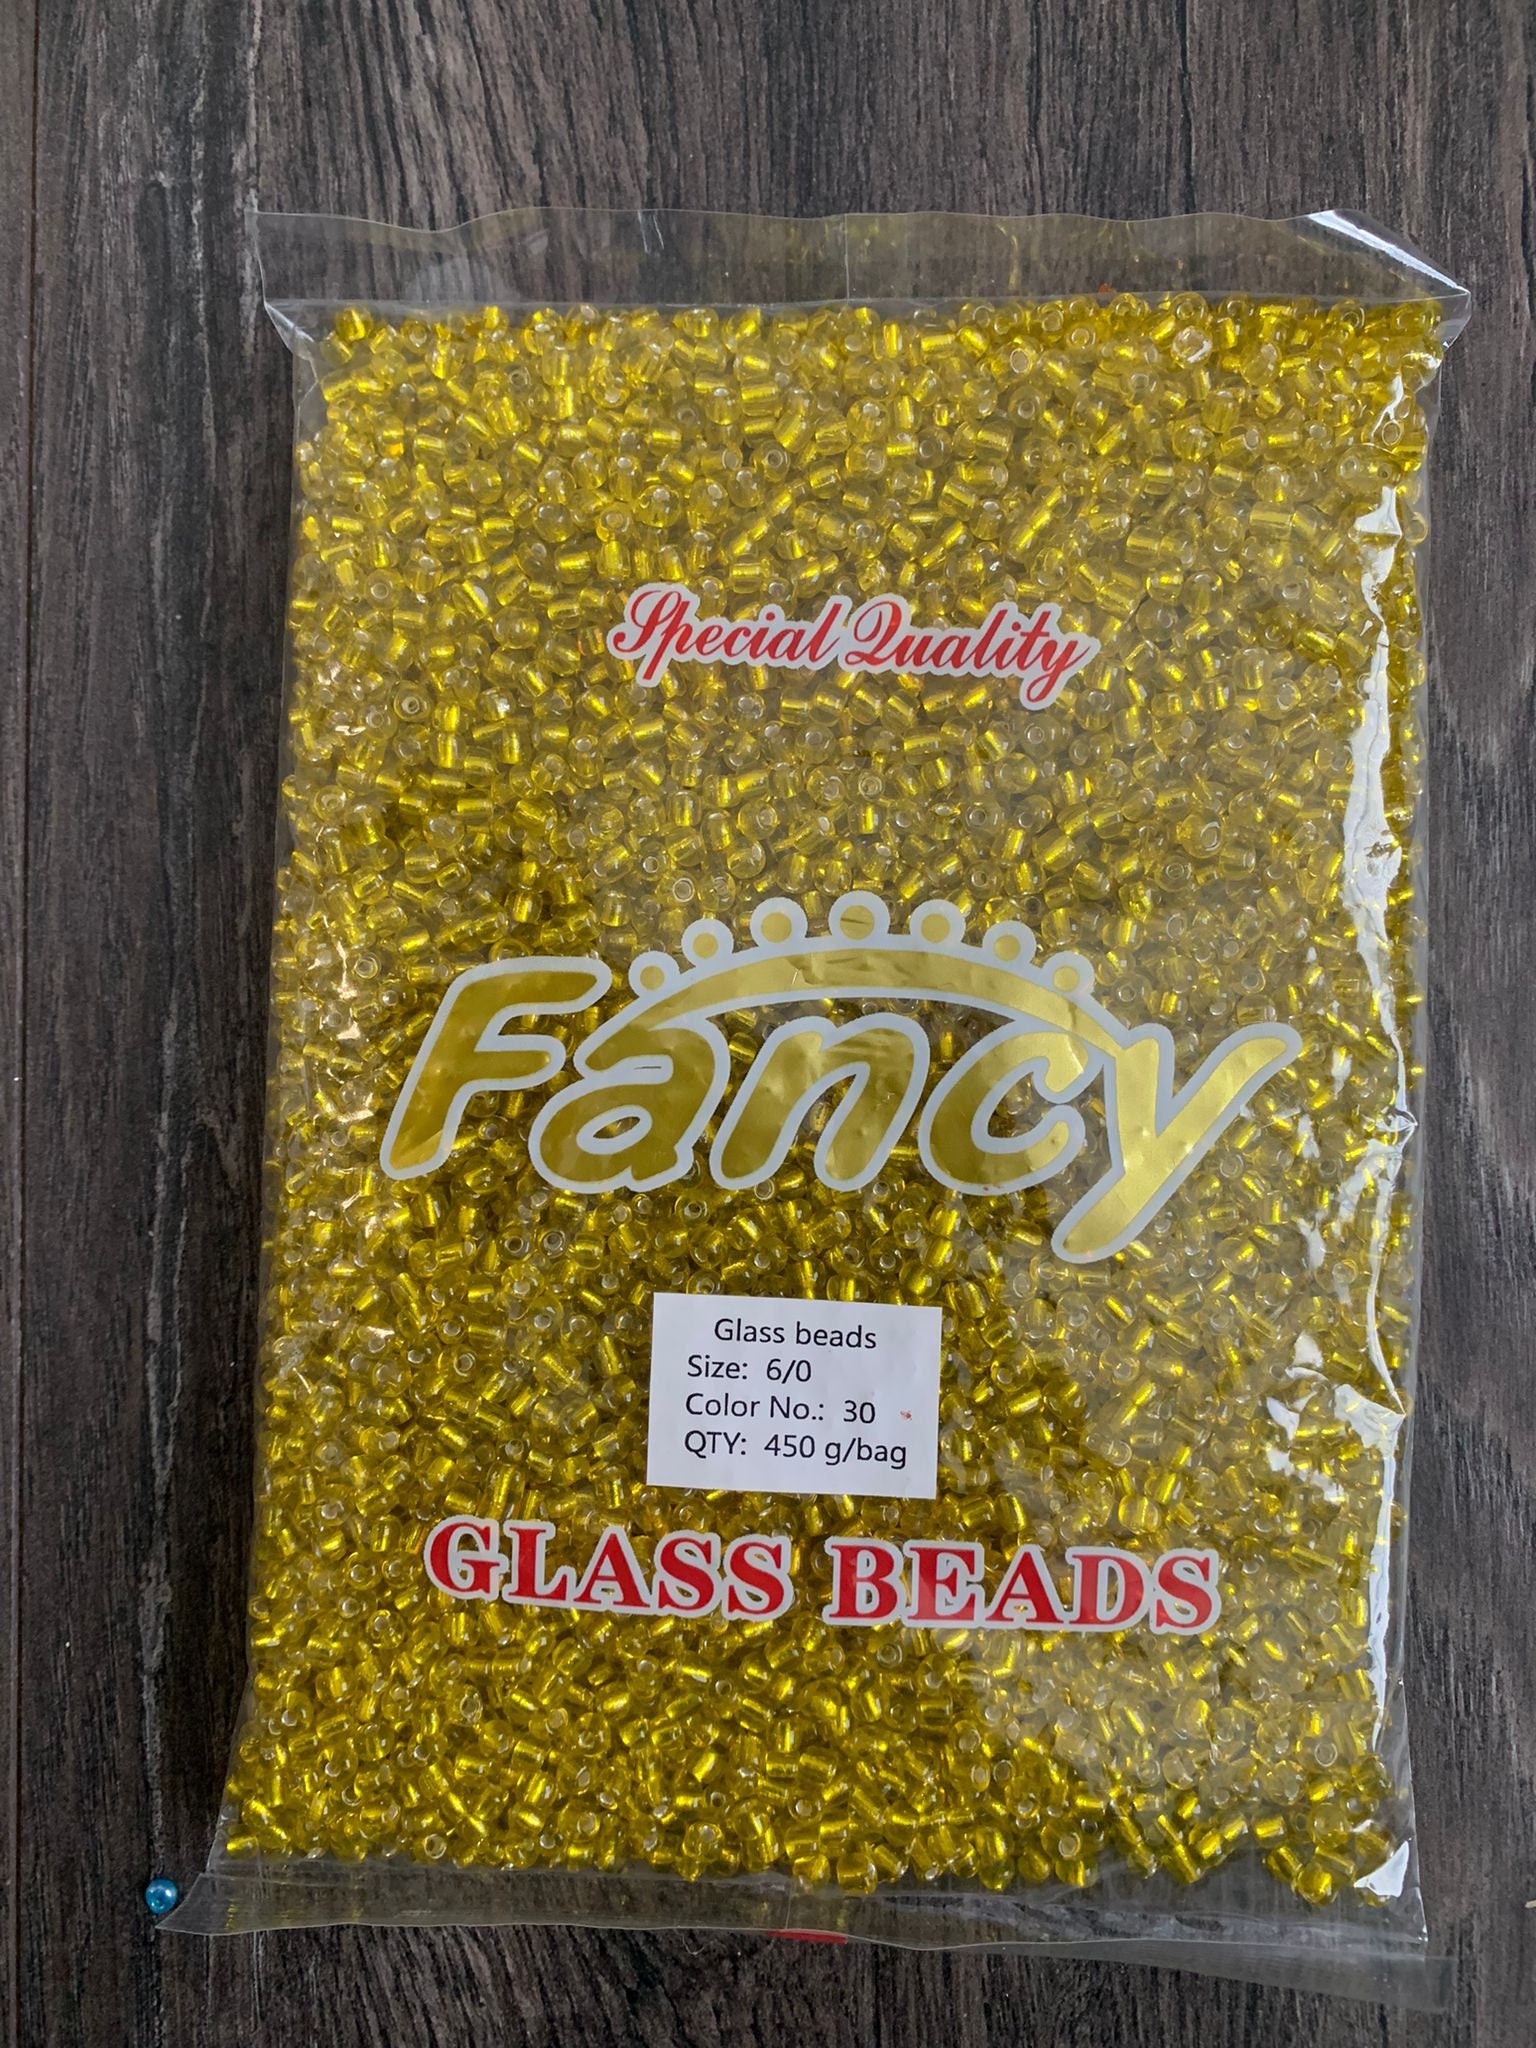 Special Quality
Fancy
Glass beads
Size: 6/0
Color No.: 30
QTY: 450 g/bag
GLASS BEADS